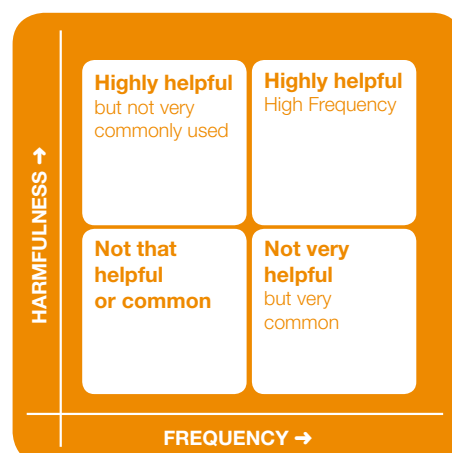 Highly helpful
but not very
commonly used
Highly helpful
High Frequency
HARMFULNESS ➔
Not that
helpful
or common
Not very
helpful
but very
common
FREQUENCY ➔